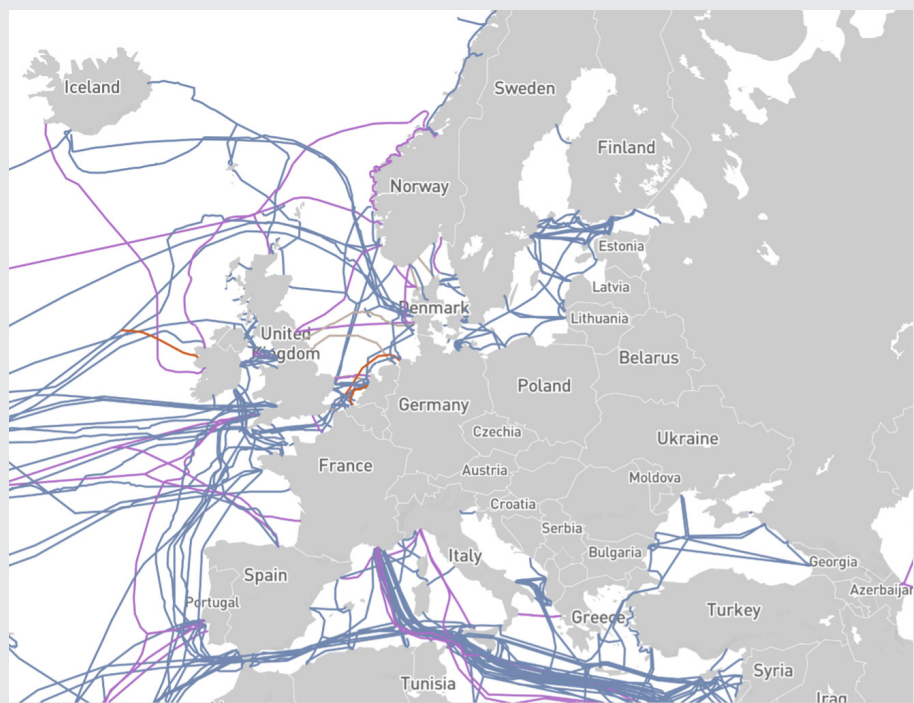 Iceland
Sweden
Finland
Norway
Estonia
Latvia
Denmark
Lithuania
United
Kingdom
Belarus
Poland
Germany
Czechia
Ukraine
France
Austria
Moldova
Croatia
Serbia
Italy
Bulgaria
Georgia
Spain
Azerbaijan
Portugal
Turkey
Greece
Syria
Tunisia
Iraq